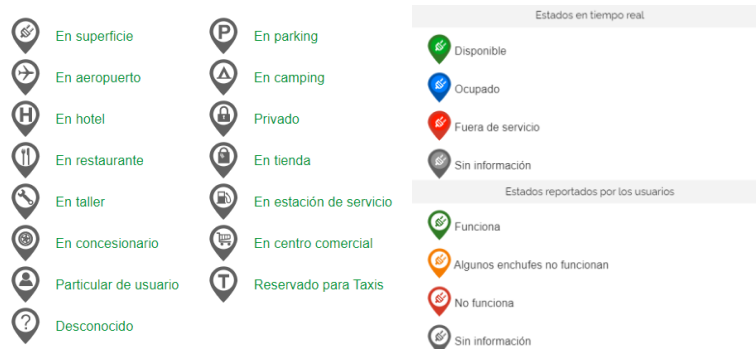 En superficie
En aeropuerto
En hotel
En restaurante
En taller
En concesionario
Particular de usuario
Desconocido
En parking
En camping
Privado
En tienda
En estación de servicio
En centro comercial
Reservado para Taxis
Estados en tiempo real
Disponible
Ocupado
Fuera de servicio
Sin información
Estados reportados por los usuarios
Funciona
Algunos enchufes no funcionan
No funciona
Sin información
H
P
T
?